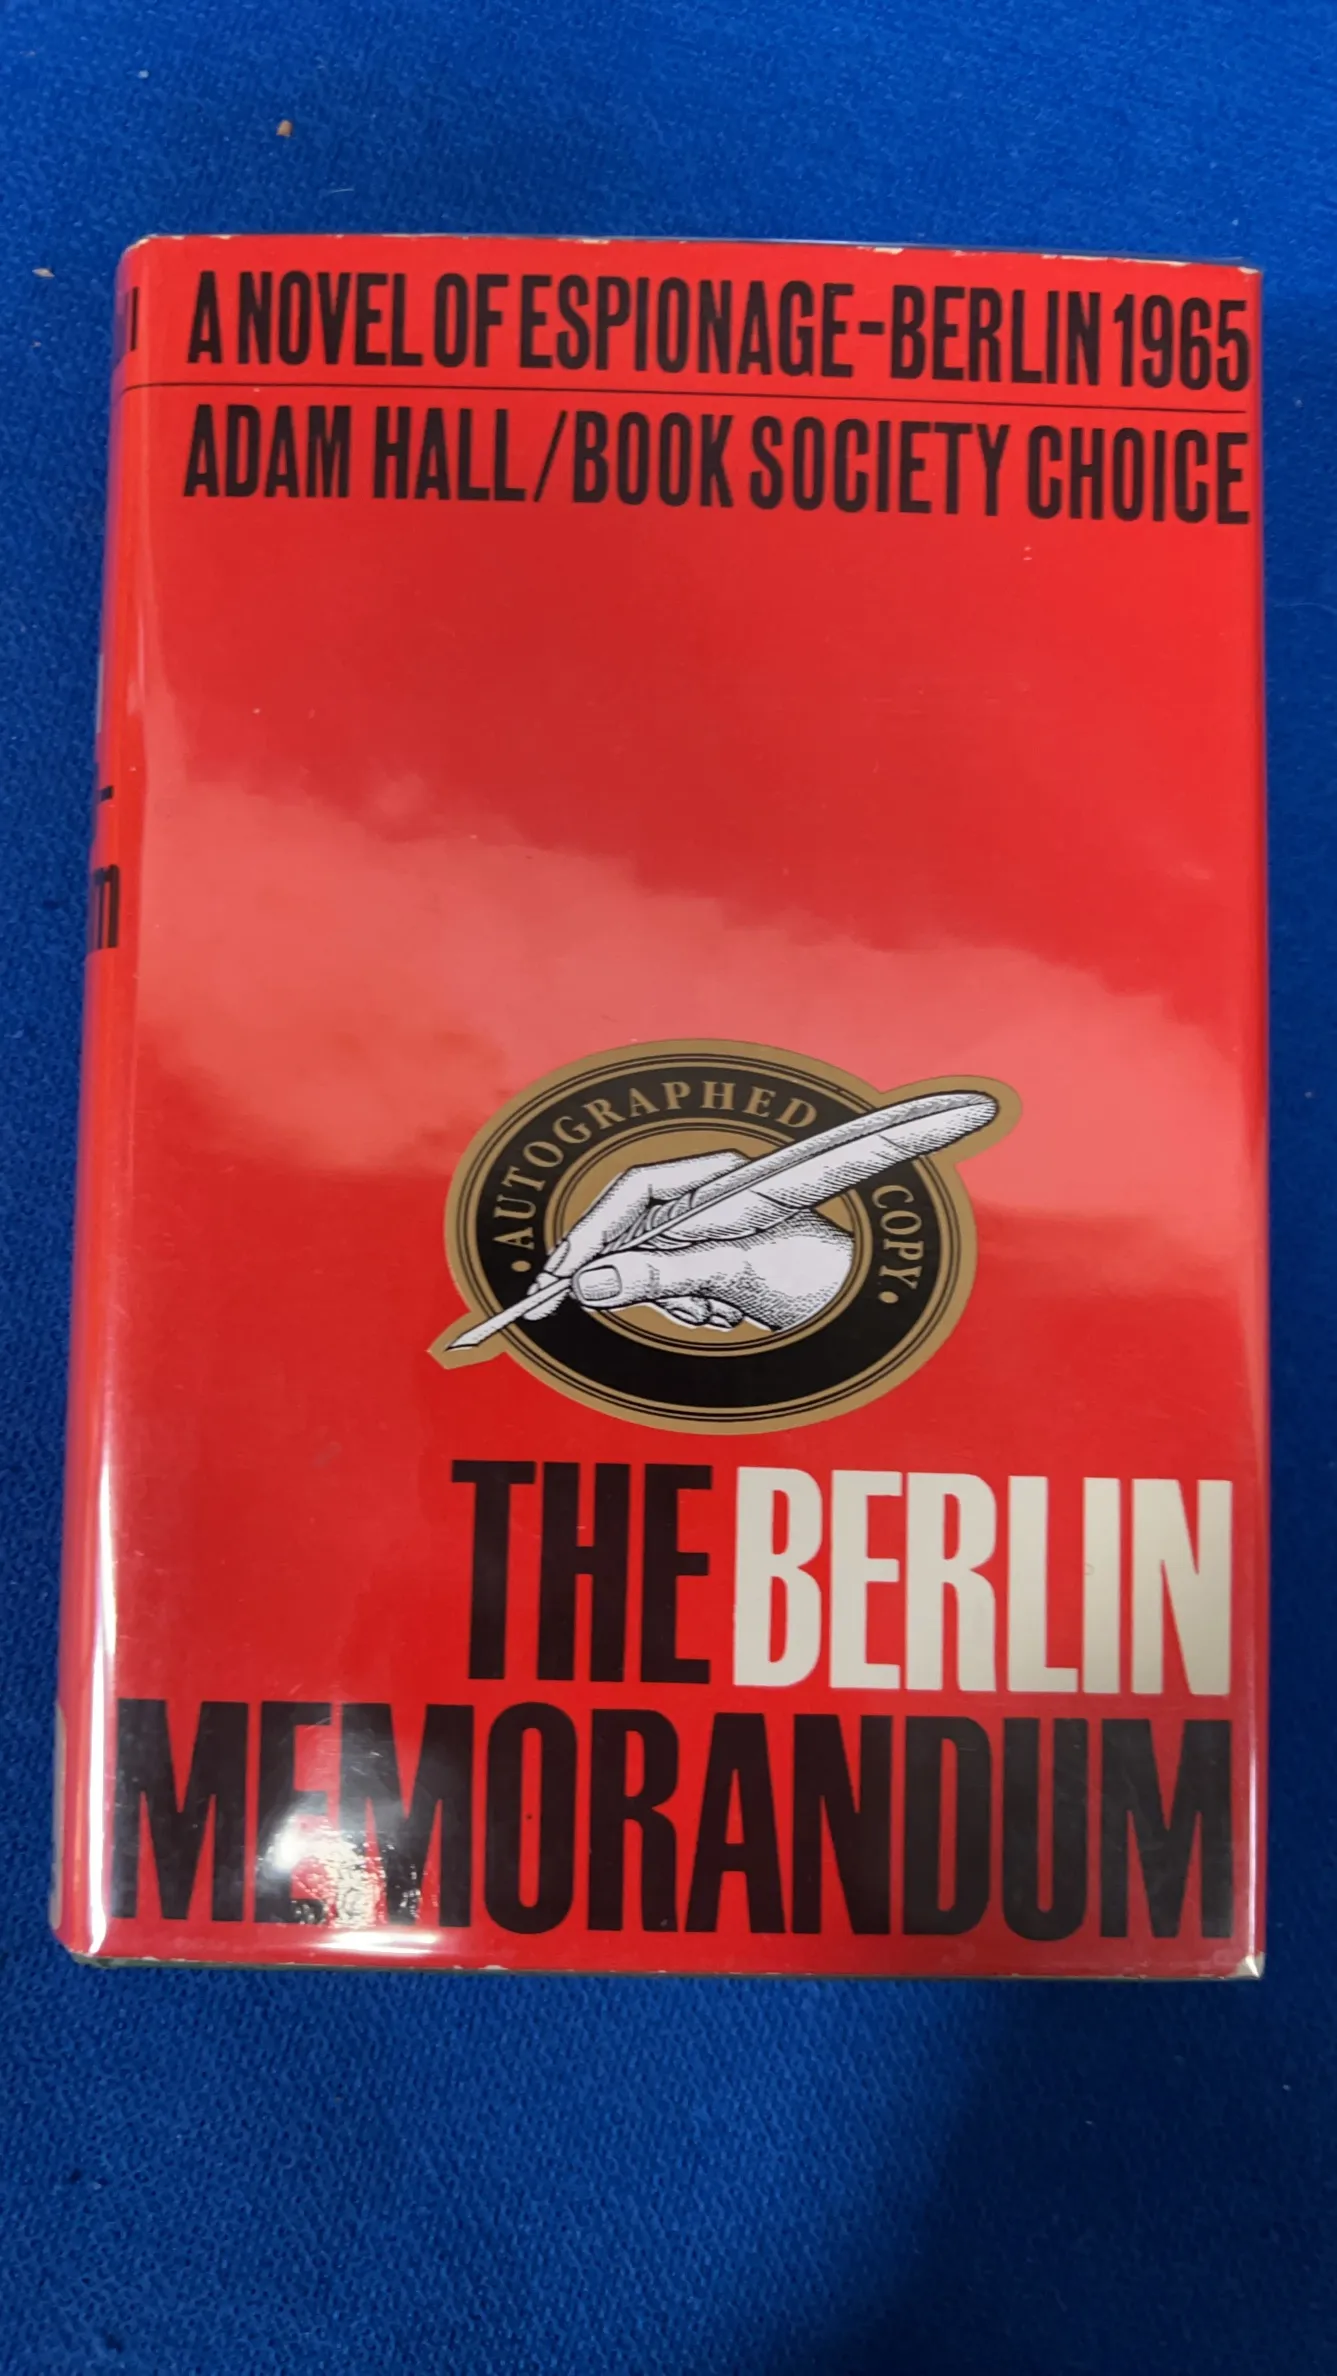 A NOVEL OF ESPIONAGE-BERLIN 1965
ADAM HALL/BOOK SOCIETY CHOICE
AUTOGRAPHED COPY
THE BERLIN
MEMORANDUM